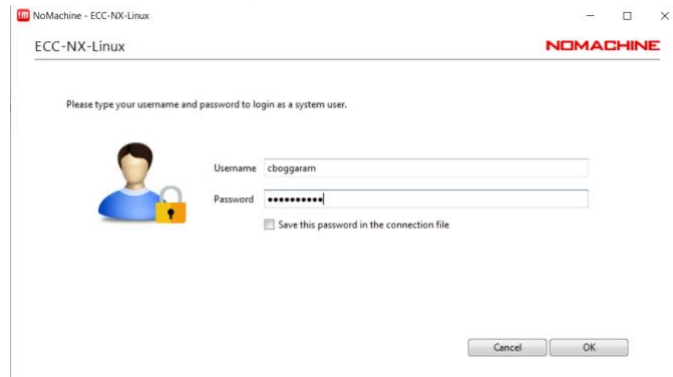 NoMachine - ECC-NX-Linux
ECC-NX-Linux
NOMACHINE
Please type your username and password to login as a system user.
Username cboggaram
Password ••••••••••
Save this password in the connection file
Cancel OK